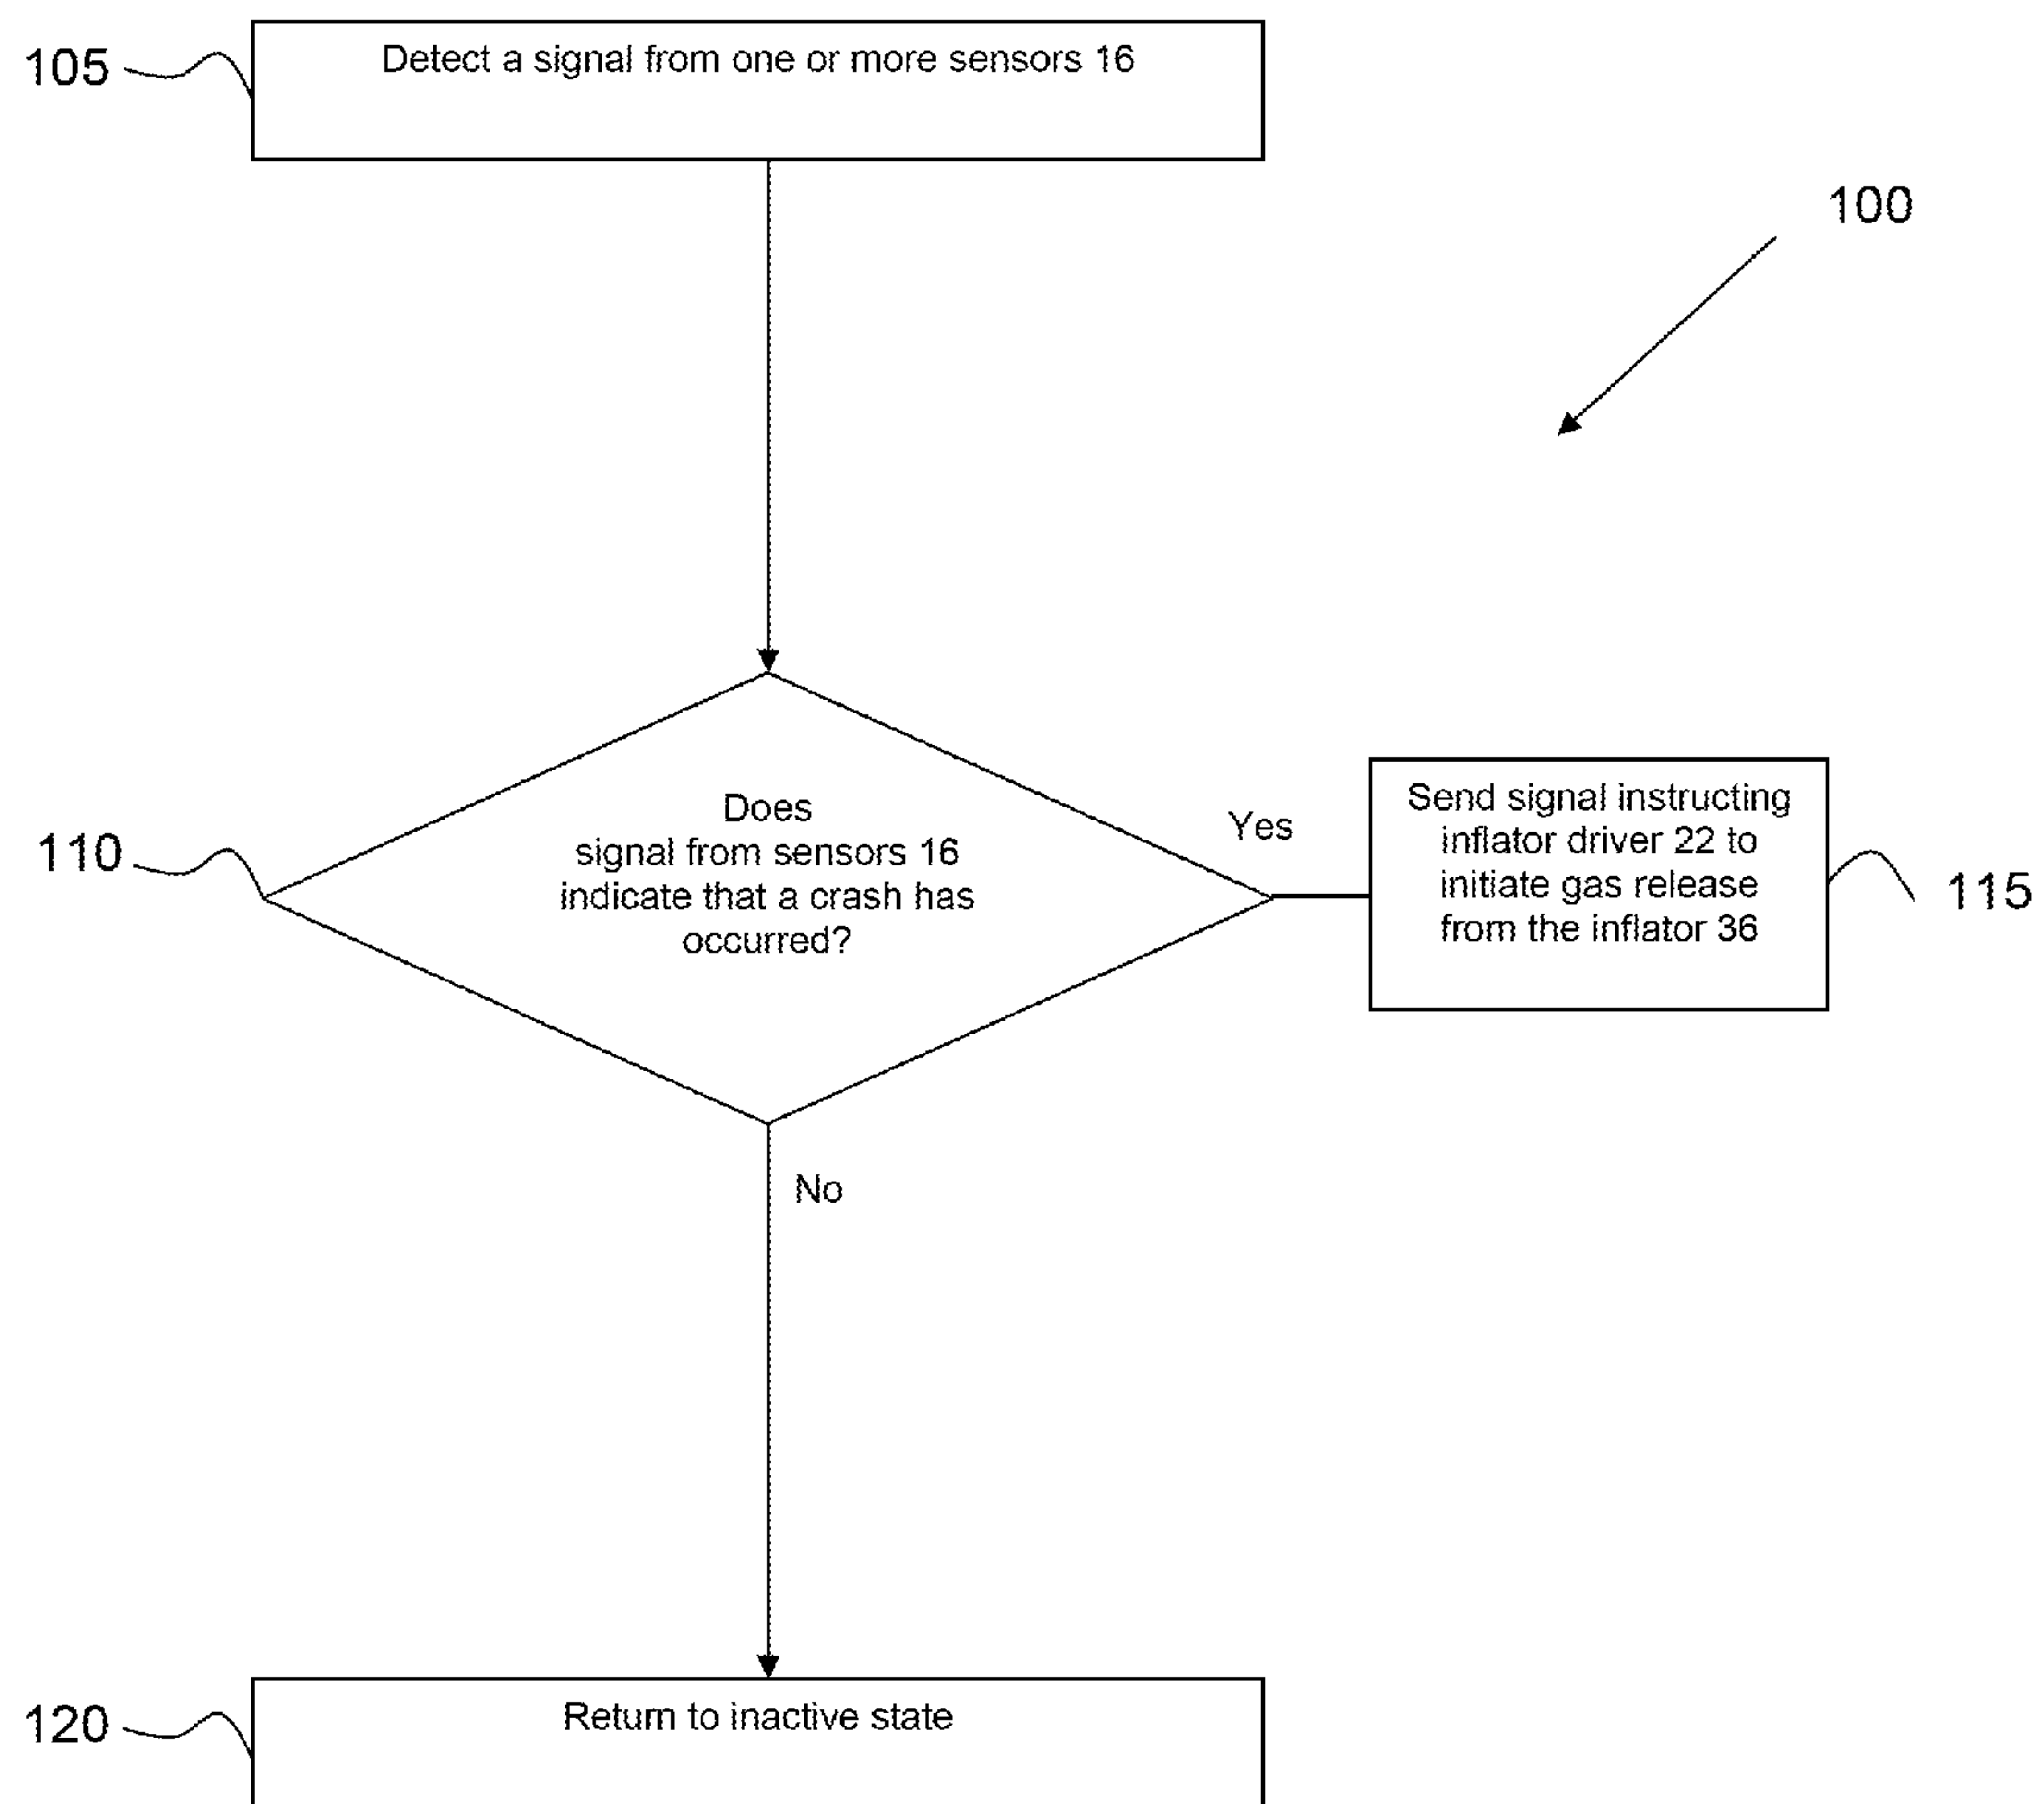 105
Detect a signal from one or more sensors 16
100
110
Does
signal from sensors 16
indicate that a crash has
occurred?
Yes
Send signal instructing
inflator driver 22 to
initiate gas release
from the inflator 36
115
No
120
Return to inactive state